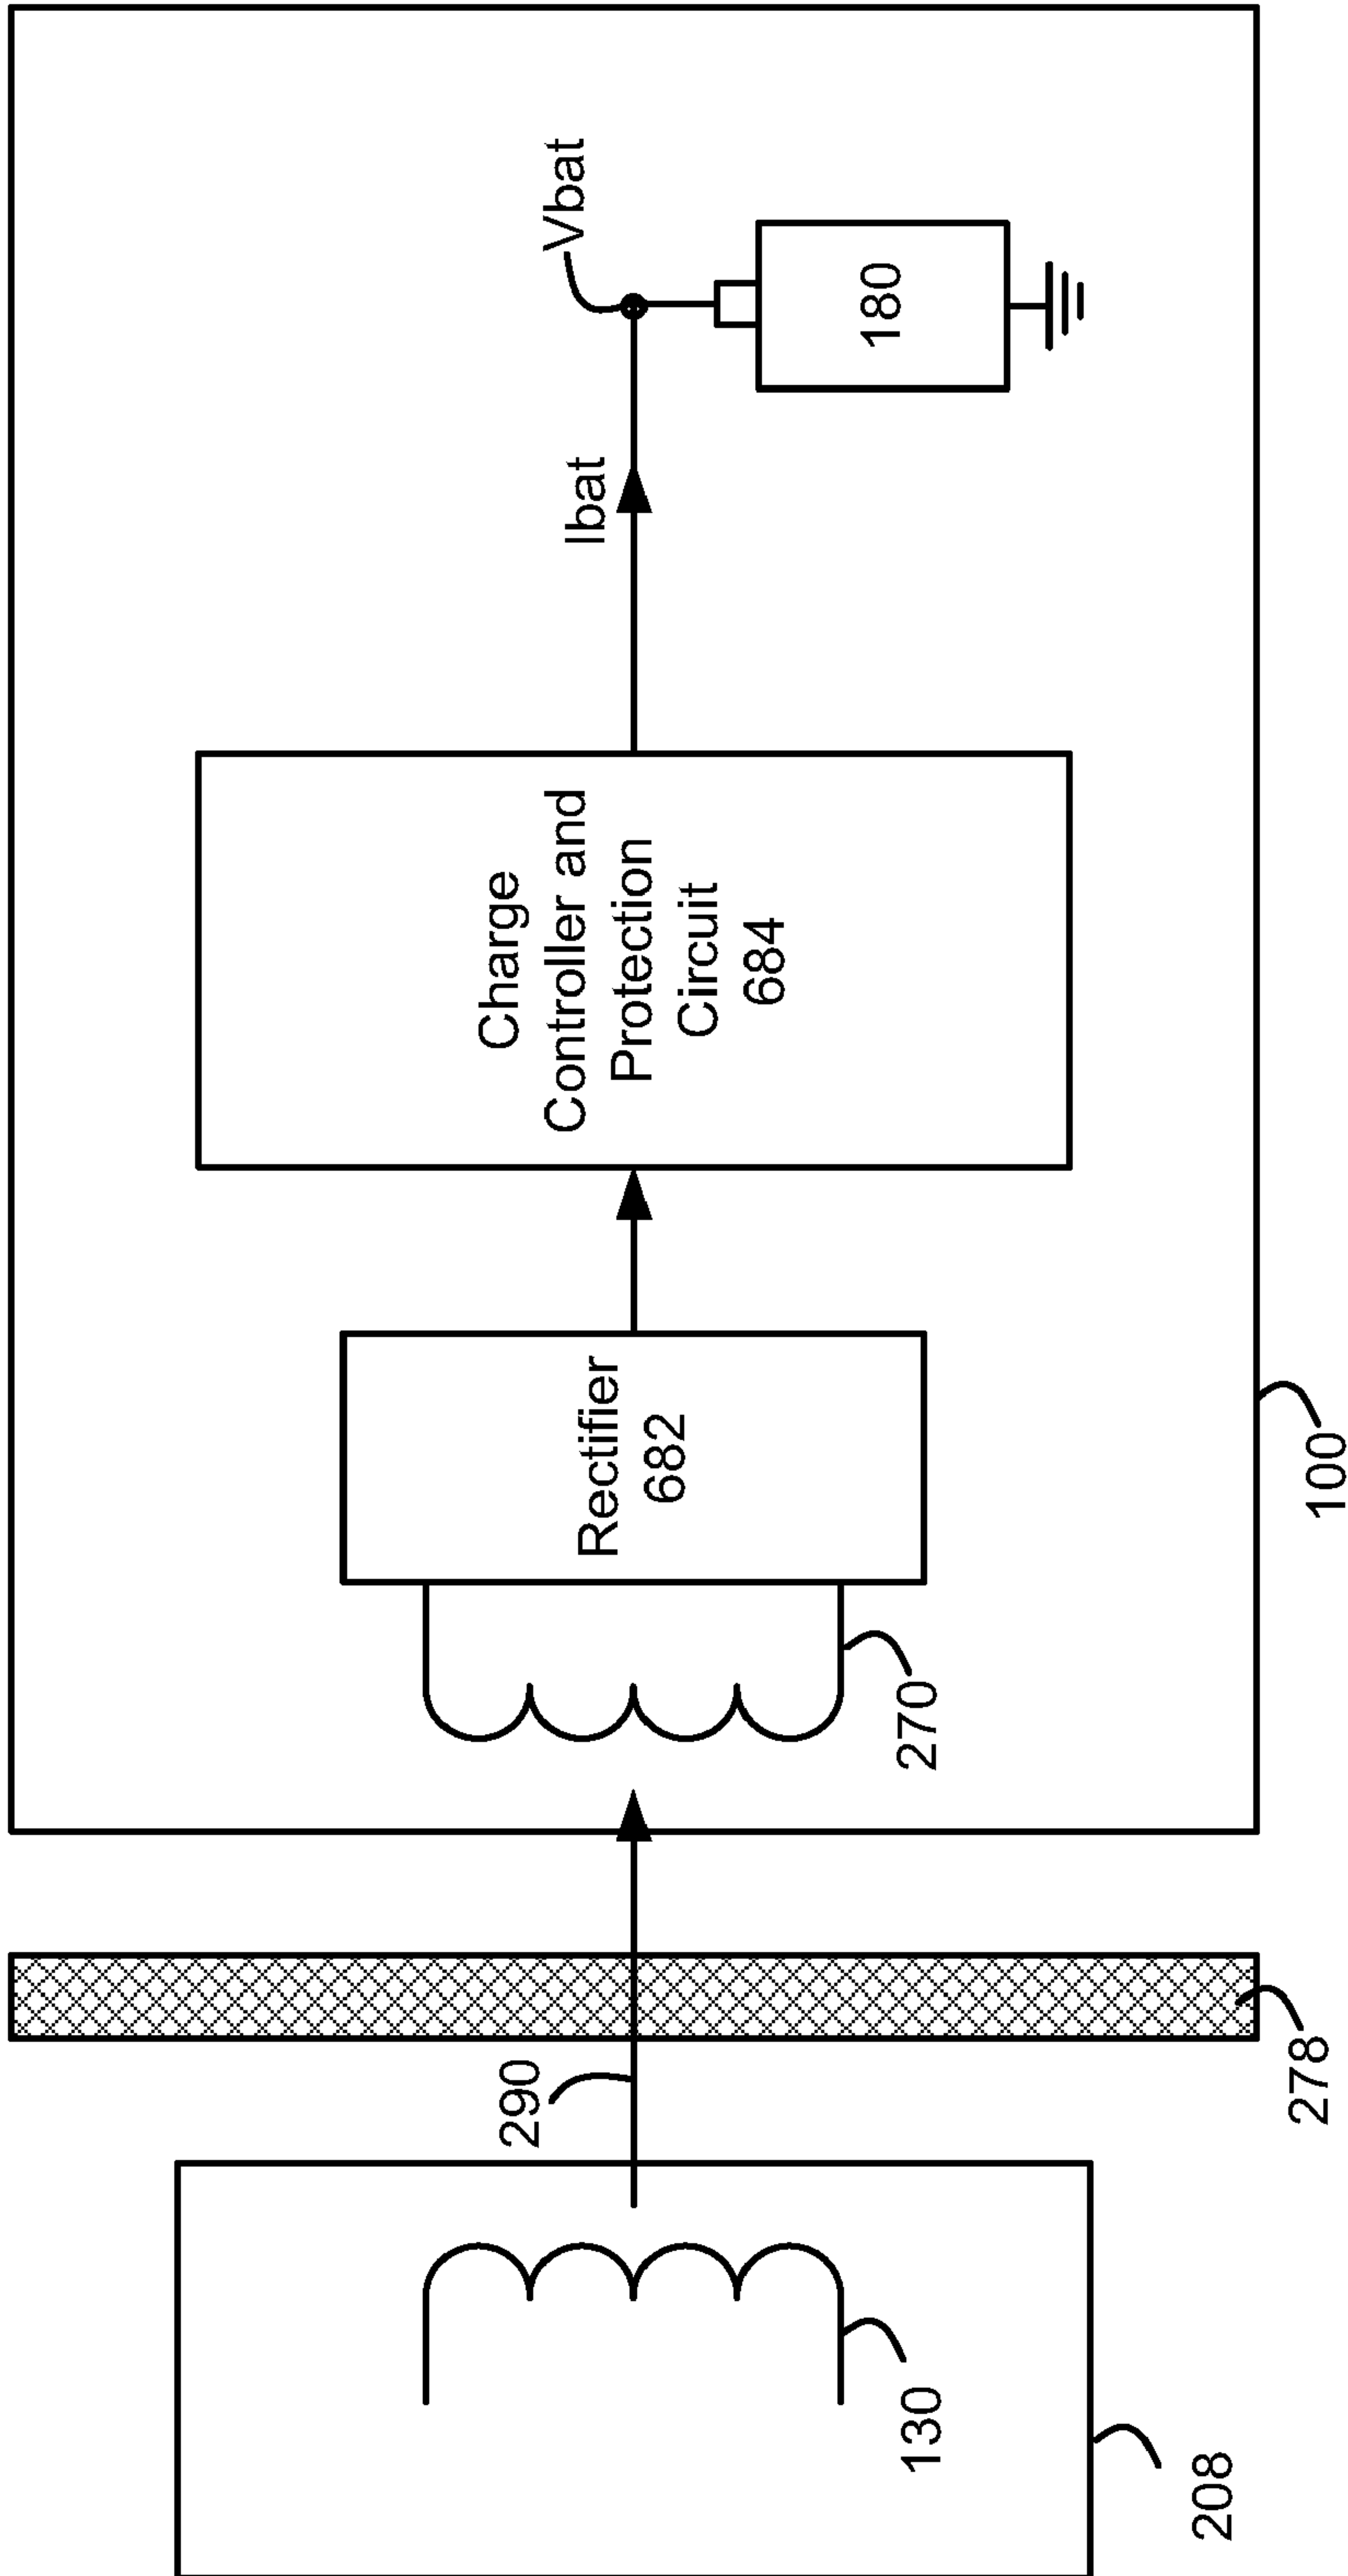 208
130
290
278
270
Rectifier
682
100
Charge
Controller and
Protection
Circuit
684
Ibat
Vbat
180